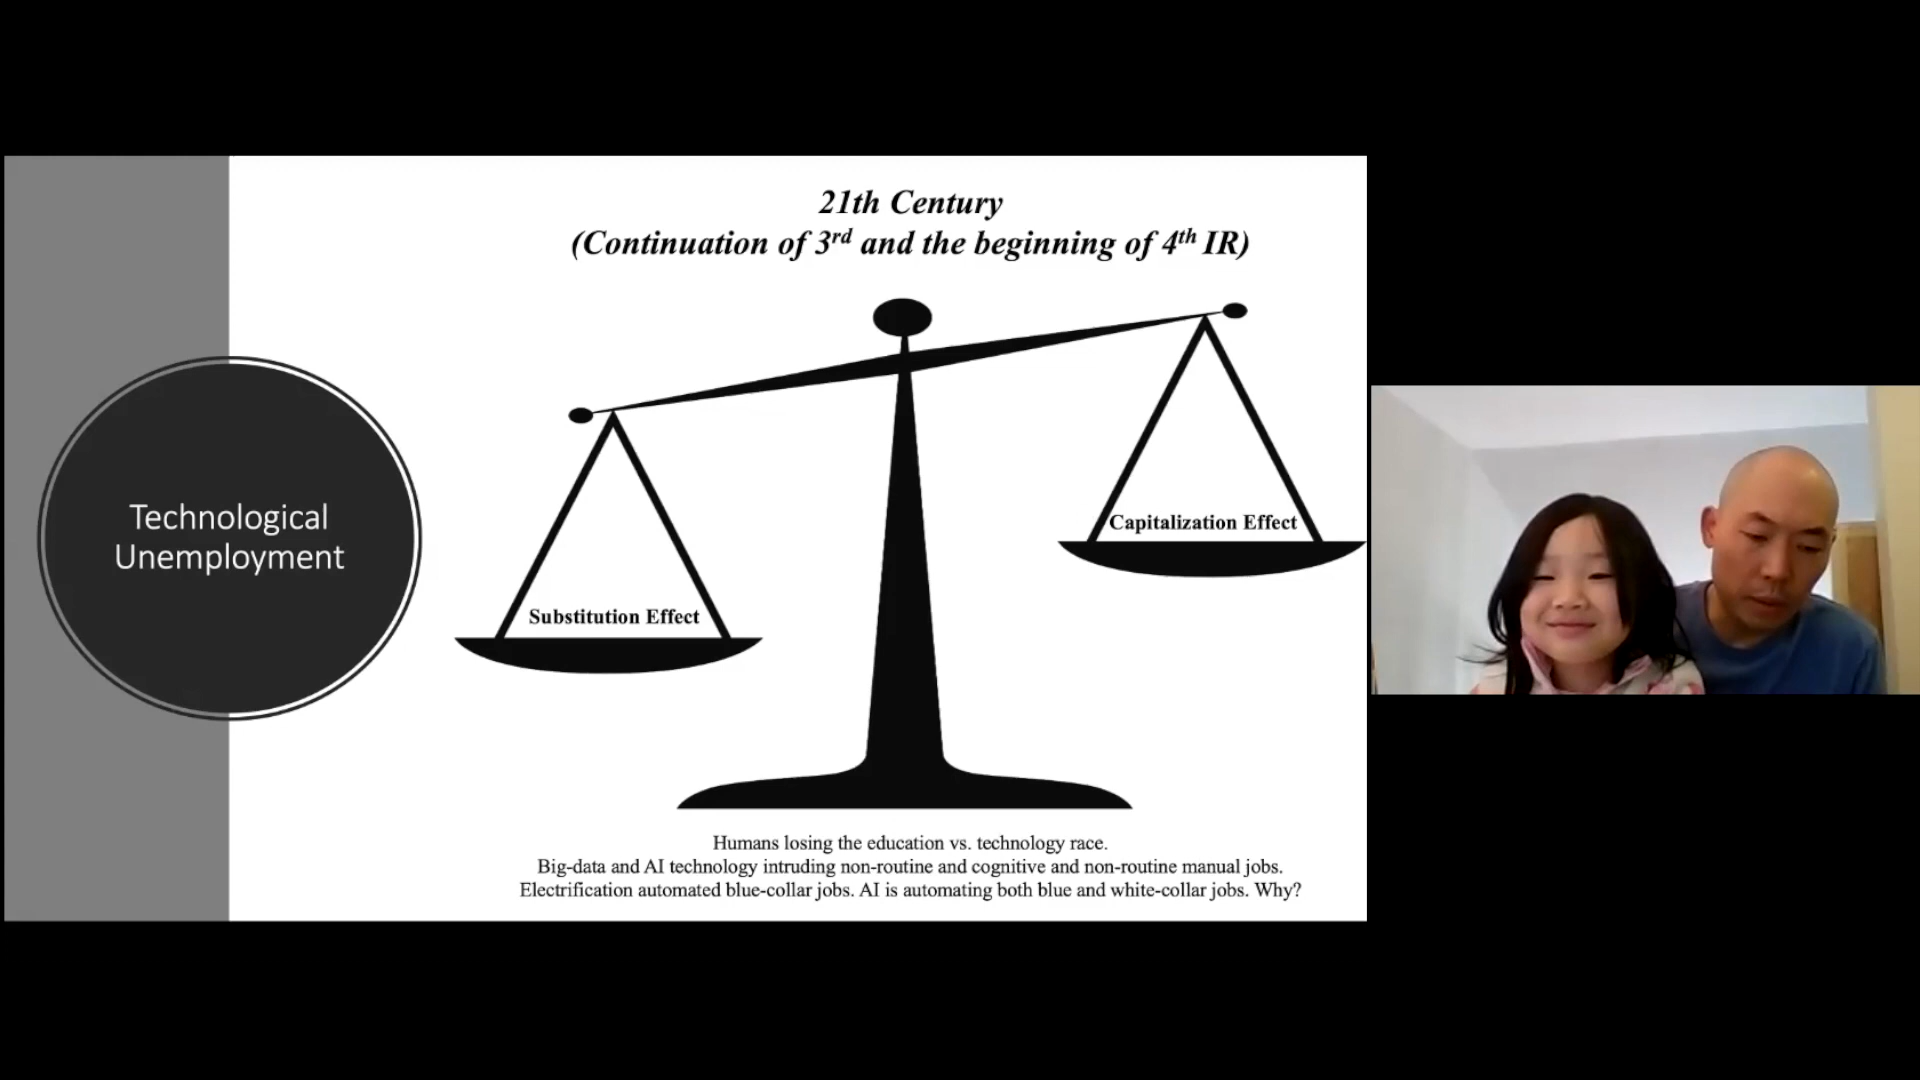 21th Century
(Continuation of 3rd and the beginning of 4th IR)
Technological
Unemployment
Substitution Effect
Capitalization Effect
Humans losing the education vs. technology race.
Big-data and AI technology intruding non-routine and cognitive and non-routine manual jobs.
Electrification automated blue-collar jobs. AI is automating both blue and white-collar jobs. Why?